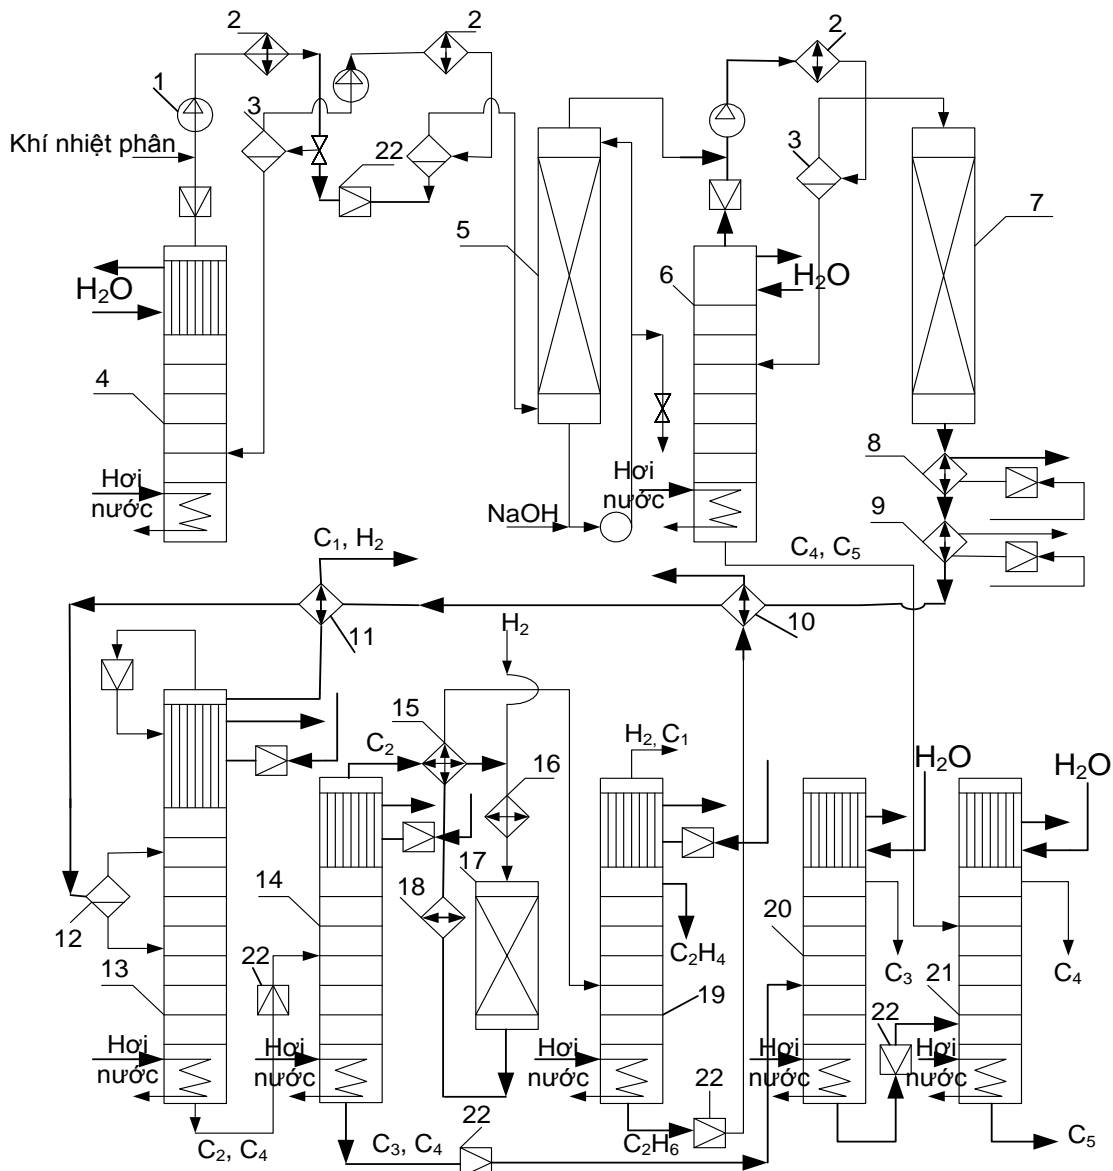 2
2
2
1
3
Khí nhiệt phân
22
3
5
7
H₂O
6
H₂O
4
8
Hơi
nước
Hơi
nước
NaOH
9
C₁, H₂
C₄, C₅
H₂
10
11
15
C₂
H₂, C₁
16
H₂O
H₂O
17
14
18
12
20
C₂H₄
C₃
C₄
22
13
19
21
22
Hơi
nước
Hơi
nước
Hơi
nước
Hơi
nước
Hơi
nước
22
22
C₂, C₄
C₃, C₄
C₂H₆
C₅